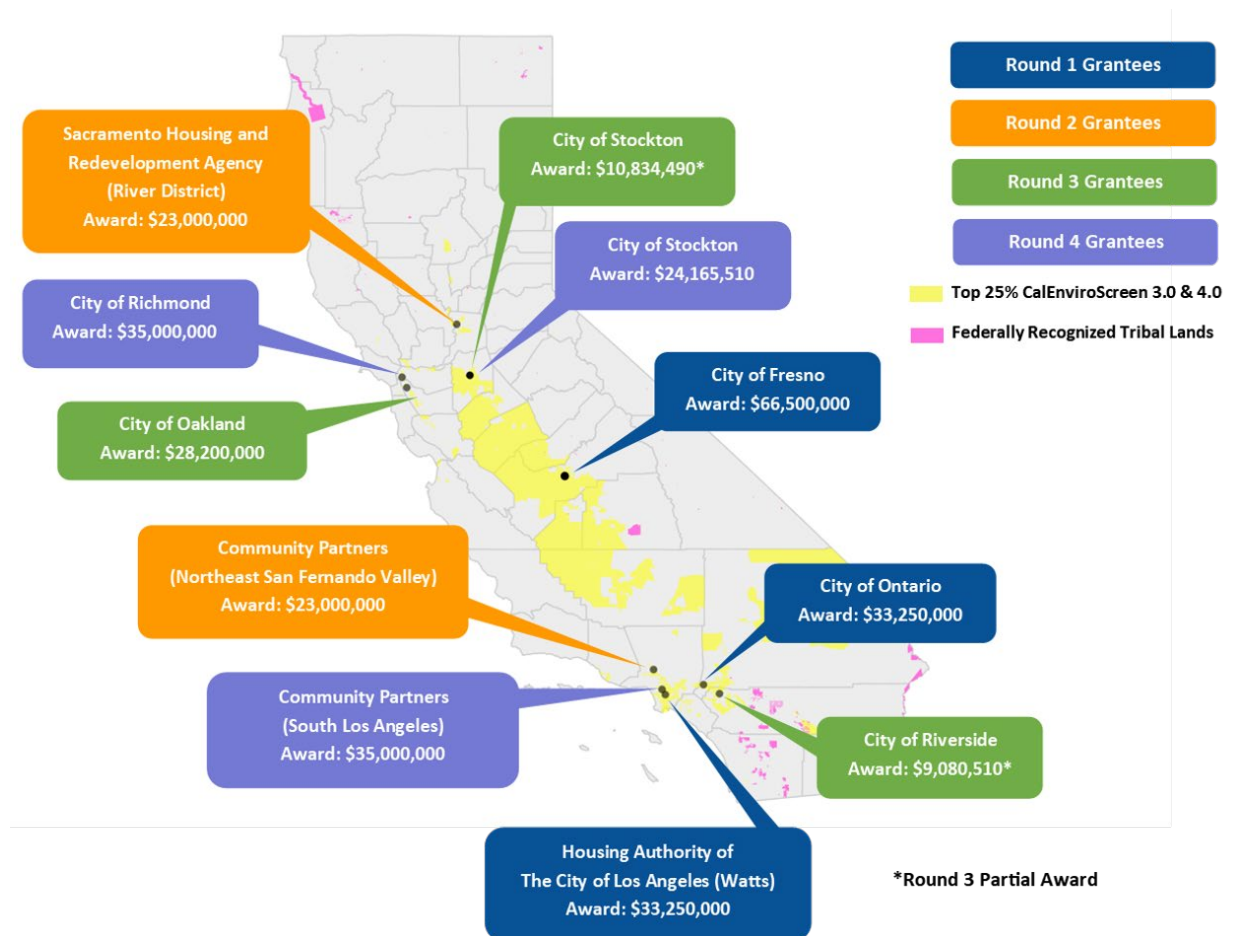 Round 1 Grantees
Round 2 Grantees
Round 3 Grantees
Round 4 Grantees
Top 25% CalEnviroScreen 3.0 & 4.0
Federally Recognized Tribal Lands
Sacramento Housing and
Redevelopment Agency
(River District)
Award: $23,000,000
City of Stockton
Award: $10,834,490*
City of Stockton
Award: $24,165,510
City of Richmond
Award: $35,000,000
City of Fresno
Award: $66,500,000
City of Oakland
Award: $28,200,000
Community Partners
(Northeast San Fernando Valley)
Award: $23,000,000
City of Ontario
Award: $33,250,000
Community Partners
(South Los Angeles)
Award: $35,000,000
City of Riverside
Award: $9,080,510*
Housing Authority of
The City of Los Angeles (Watts)
Award: $33,250,000
*Round 3 Partial Award